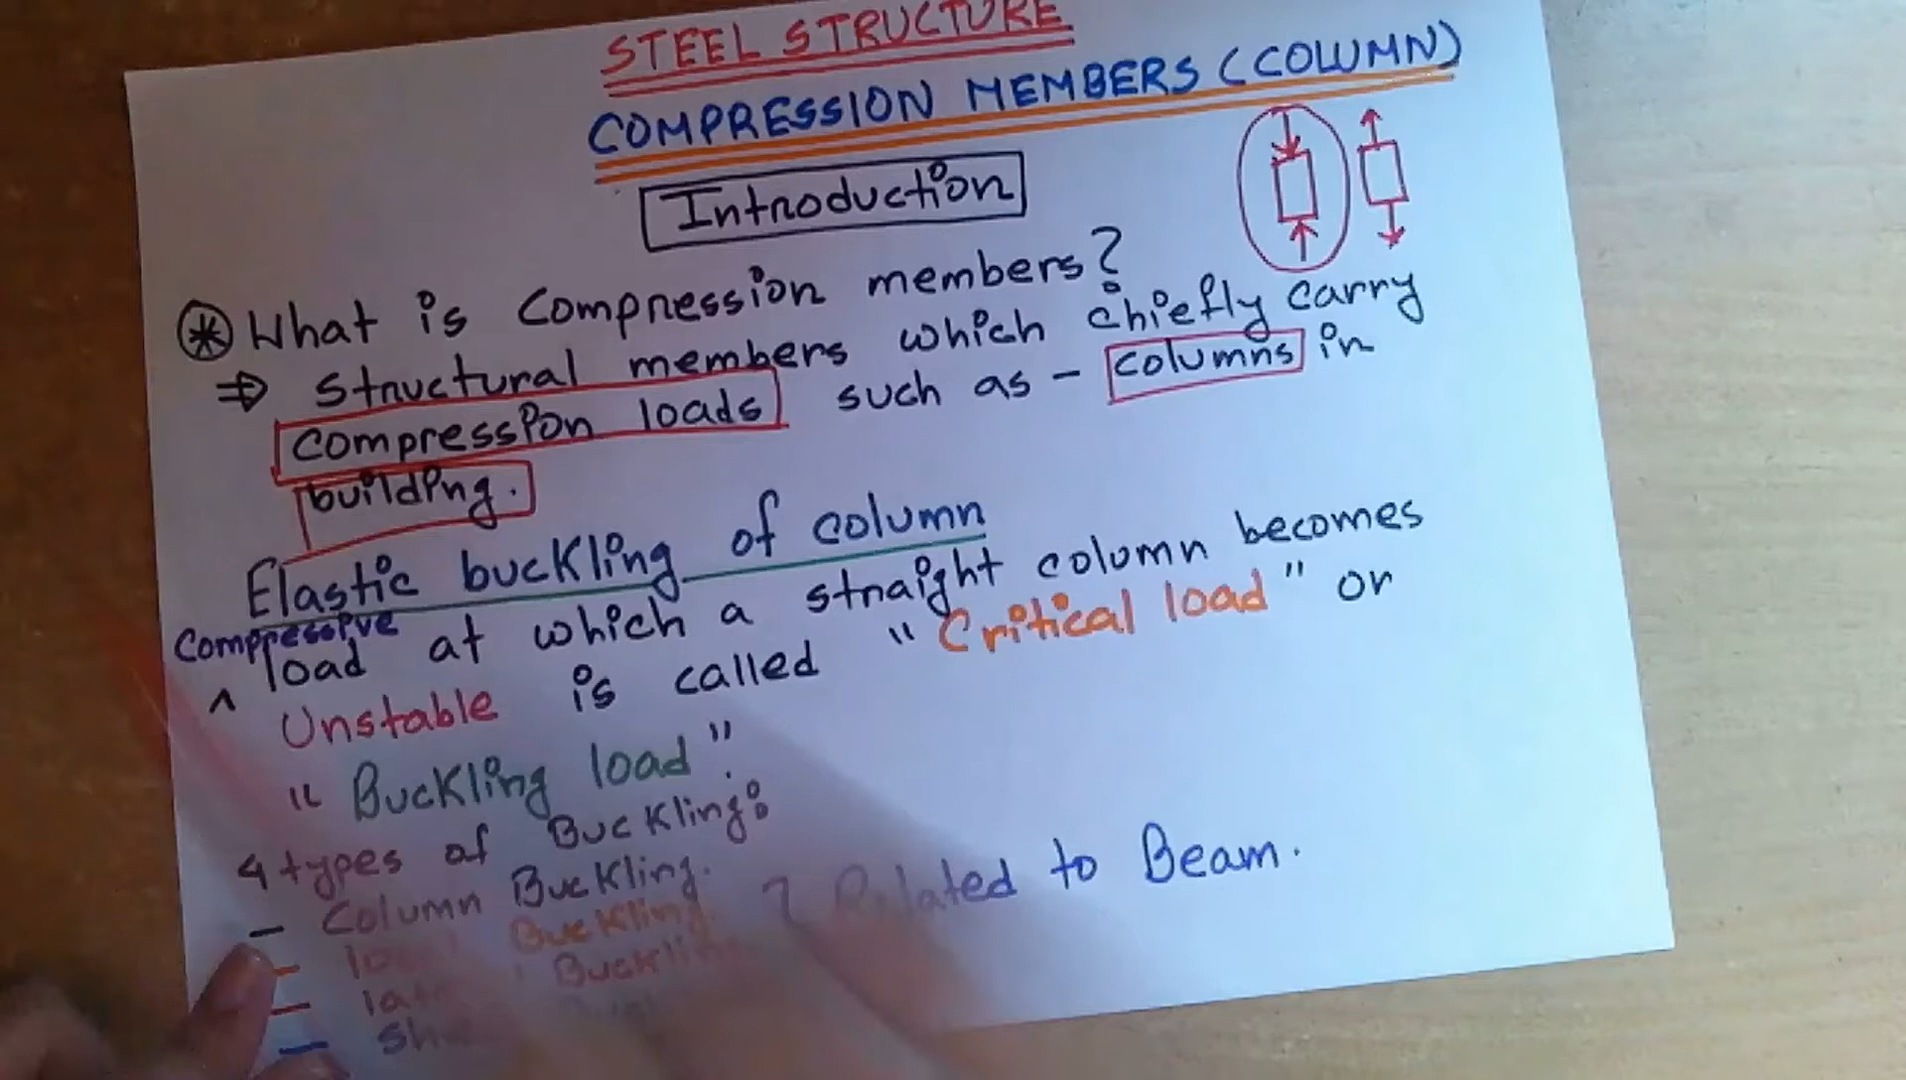 STEEL STRUCTURE
COMPRESSION MEMBERS (COLUMN)
Introduction
What is compression members?
⇒ structural members which chiefly carry
compression loads such as - columns in
building.
Elastic buckling of column
Compressive
^ load at which a straight column becomes
Unstable is called "Critical load" or
"Buckling load".
4 types of Buckling:
- Column Buckling.
- Buckling. Related to Beam.
- Buckling
-